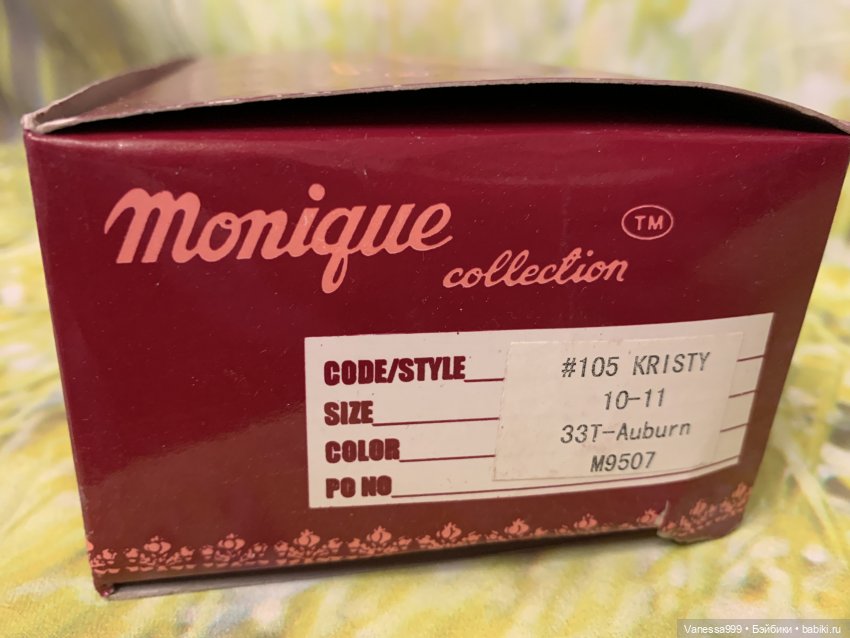 Monique
collection
TM
CODE/STYLE #105 KRISTY
SIZE 10-11
COLOR 33T-Auburn
PO NO M9507
Vanessa999 • Бэйбики • babiki.ru